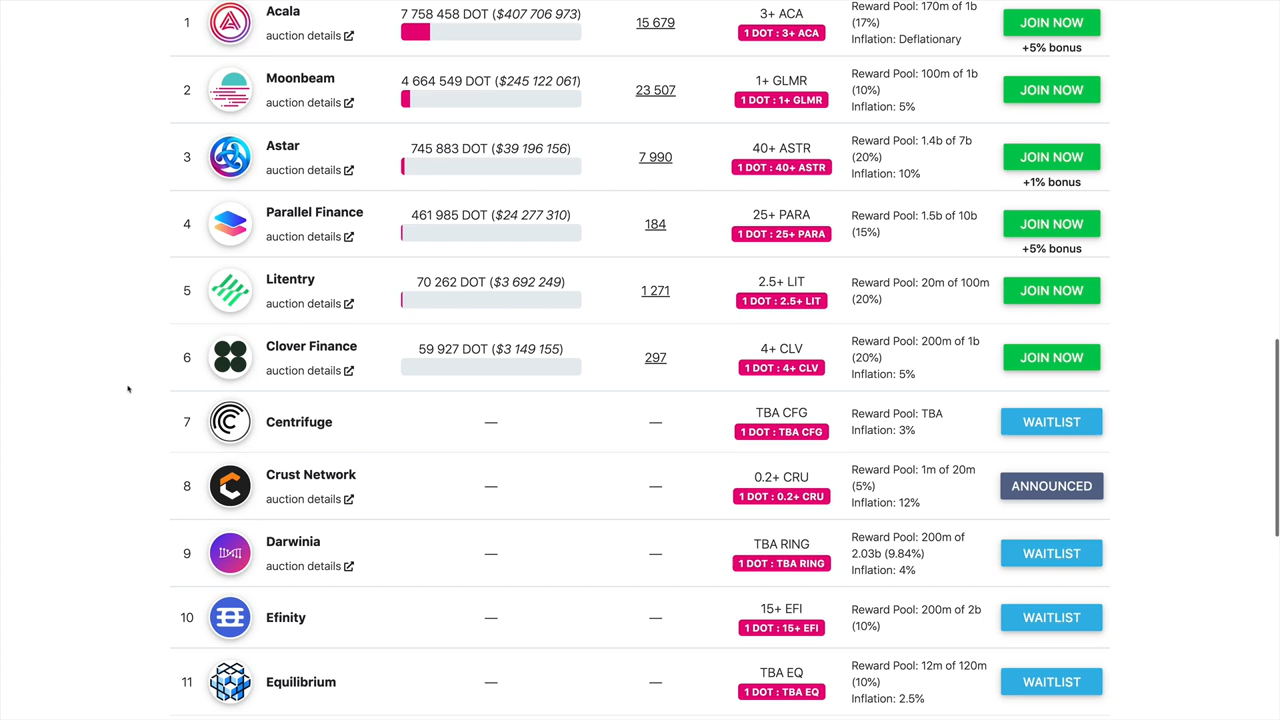 1
Acala
auction details
7 758 458 DOT ($407 706 973)
15 679
3+ ACA
1 DOT : 3+ ACA
Reward Pool: 170m of 1b
(17%)
Inflation: Deflationary
JOIN NOW
+5% bonus
2
Moonbeam
auction details
4 664 549 DOT ($245 122 061)
23 507
1+ GLMR
1 DOT : 1+ GLMR
Reward Pool: 100m of 1b
(10%)
Inflation: 5%
JOIN NOW
3
Astar
auction details
745 883 DOT ($39 196 156)
7 990
40+ ASTR
1 DOT : 40+ ASTR
Reward Pool: 1.4b of 7b
(20%)
Inflation: 10%
JOIN NOW
+1% bonus
4
Parallel Finance
auction details
461 985 DOT ($24 277 310)
184
25+ PARA
1 DOT : 25+ PARA
Reward Pool: 1.5b of 10b
(15%)
JOIN NOW
+5% bonus
5
Litentry
auction details
70 262 DOT ($3 692 249)
1 271
2.5+ LIT
1 DOT : 2.5+ LIT
Reward Pool: 20m of 100m
(20%)
JOIN NOW
6
Clover Finance
auction details
59 927 DOT ($3 149 155)
297
4+ CLV
1 DOT : 4+ CLV
Reward Pool: 200m of 1b
(20%)
Inflation: 5%
JOIN NOW
7
Centrifuge
—
—
TBA CFG
1 DOT : TBA CFG
Reward Pool: TBA
Inflation: 3%
WAITLIST
8
Crust Network
auction details
—
—
0.2+ CRU
1 DOT : 0.2+ CRU
Reward Pool: 1m of 20m
(5%)
Inflation: 12%
ANNOUNCED
9
Darwinia
auction details
—
—
TBA RING
1 DOT : TBA RING
Reward Pool: 200m of
2.03b (9.84%)
Inflation: 4%
WAITLIST
10
Efinity
—
—
15+ EFI
1 DOT : 15+ EFI
Reward Pool: 200m of 2b
(10%)
WAITLIST
11
Equilibrium
—
—
TBA EQ
1 DOT : TBA EQ
Reward Pool: 12m of 120m
(10%)
Inflation: 2.5%
WAITLIST